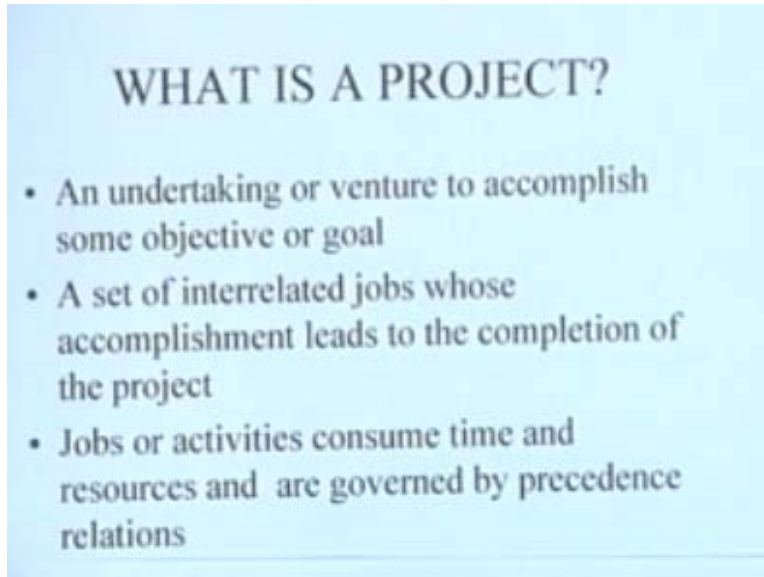 WHAT IS A PROJECT?
• An undertaking or venture to accomplish
some objective or goal
• A set of interrelated jobs whose
accomplishment leads to the completion of
the project
• Jobs or activities consume time and
resources and are governed by precedence
relations